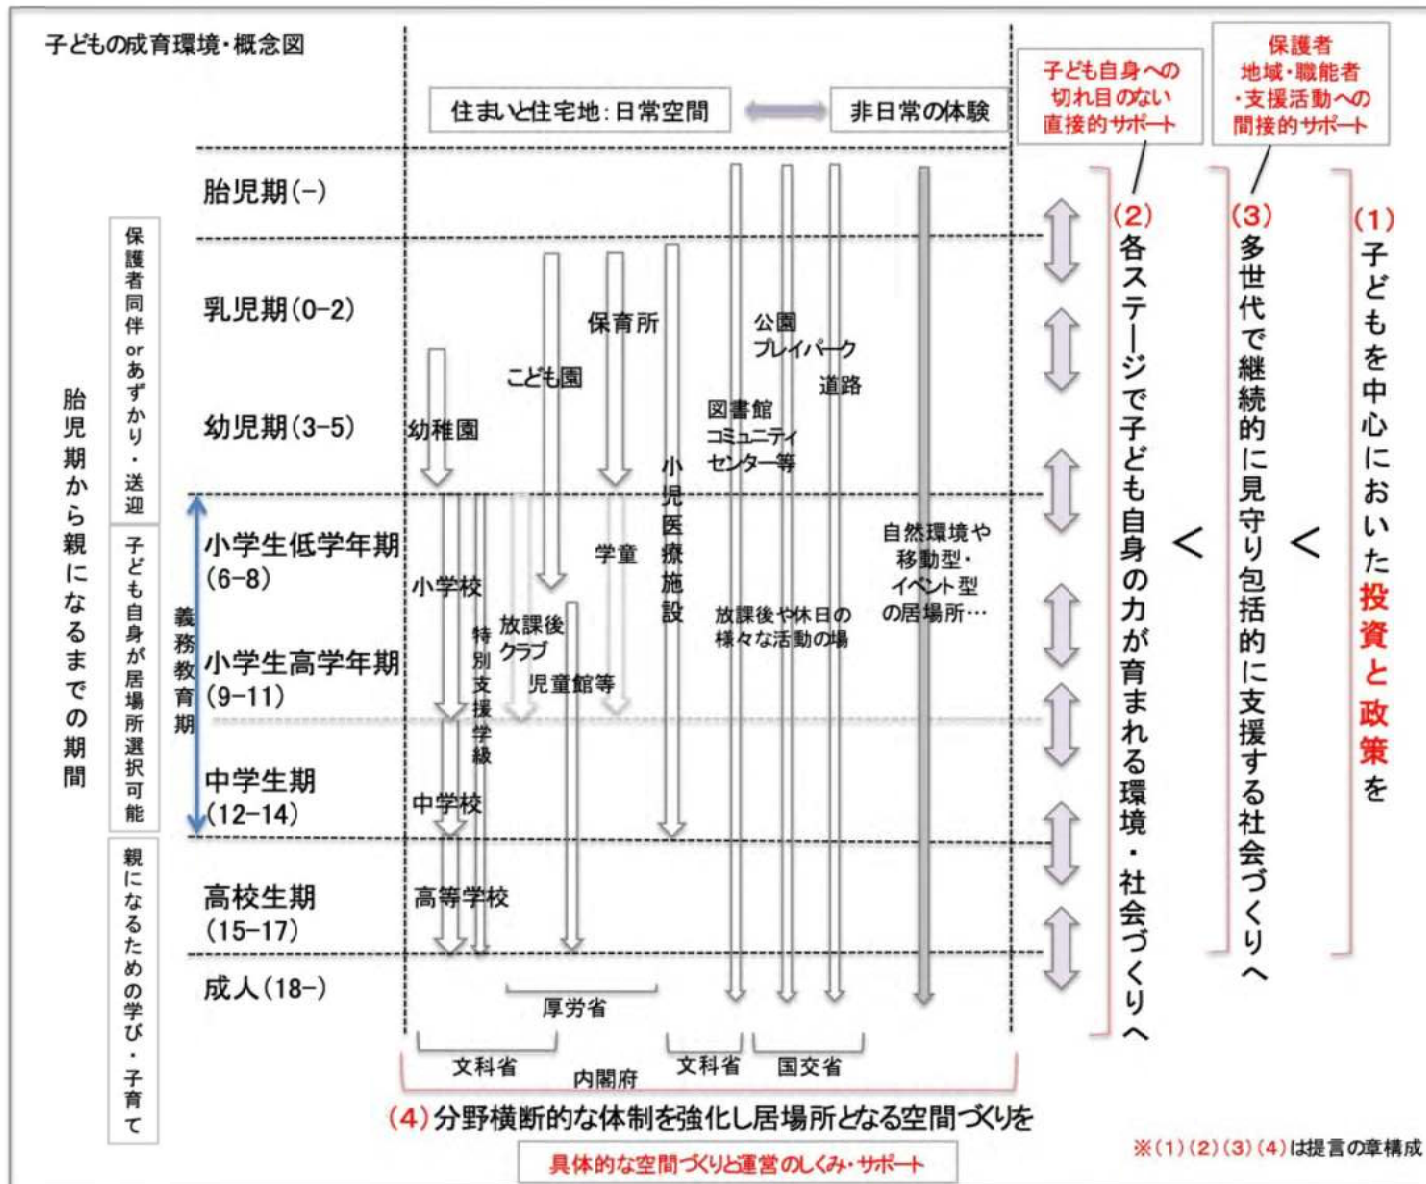 子どもの成育環境・概念図
住まいと住宅地:日常空間
非日常の体験
子ども自身への
切れ目のない
直接的サポート
保護者
地域・職能者
・支援活動への
間接的サポート
胎児期から親になるまでの期間
保護者同伴orあずかり・送迎
子ども自身が居場所選択可能
親になるための学び・子育て
義務教育期
胎児期(-)
乳児期(0-2)
幼児期(3-5)
小学生低学年期
(6-8)
小学生高学年期
(9-11)
中学生期
(12-14)
高校生期
(15-17)
成人(18-)
幼稚園
こども園
保育所
小児医療施設
図書館
コミュニティ
センター等
公園
プレイパーク
道路
小学校
特別支援学級
放課後
クラブ
学童
児童館等
放課後や休日の
様々な活動の場
自然環境や
移動型・
イベント型
の居場所…
中学校
高等学校
厚労省
文科省
文科省
国交省
内閣府
(2)各ステージで子ども自身の力が育まれる環境・社会づくりへ
<
(3)多世代で継続的に見守り包括的に支援する社会づくりへ
<
(1)子どもを中心においた投資と政策を
(4)分野横断的な体制を強化し居場所となる空間づくりを
具体的な空間づくりと運営のしくみ・サポート
※(1)(2)(3)(4)は提言の章構成